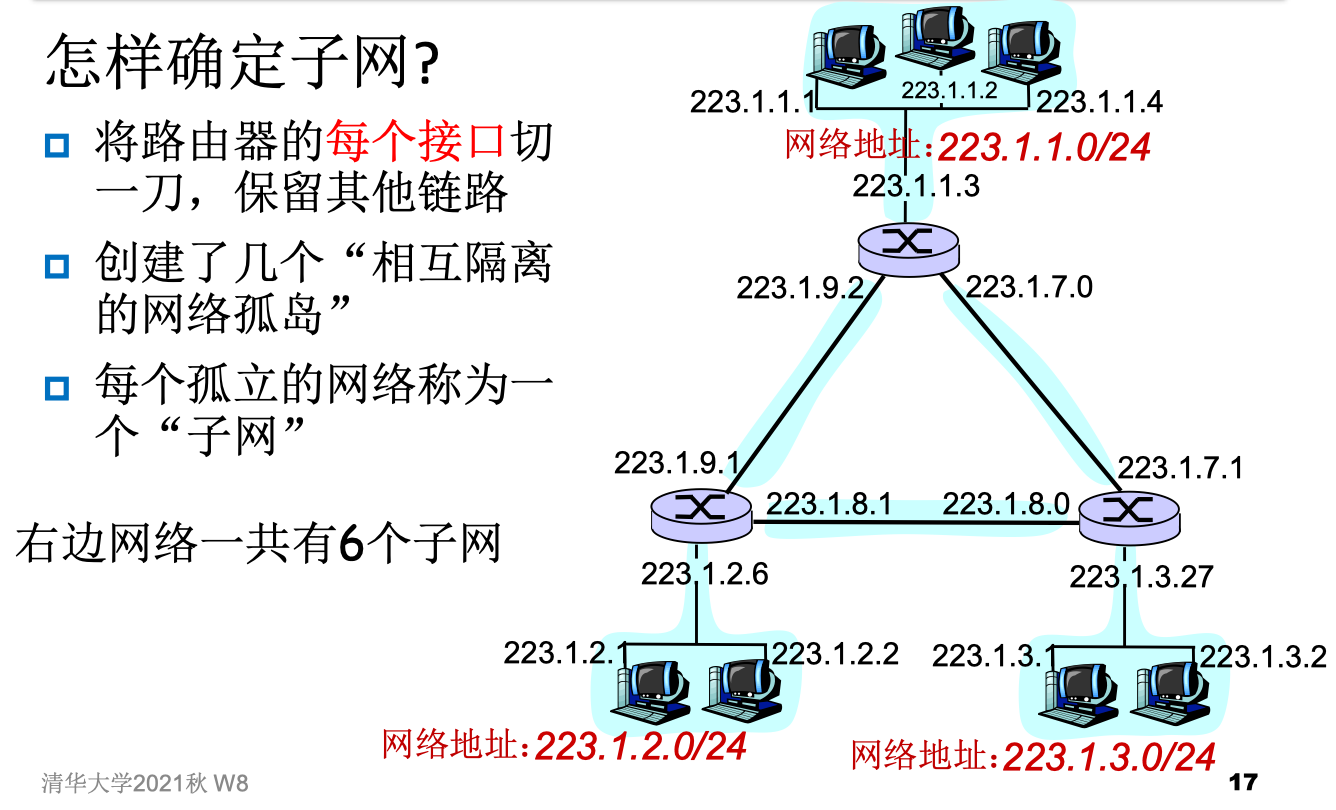 怎样确定子网?
将路由器的每个接口切
一刀，保留其他链路
创建了几个“相互隔离
的网络孤岛”
每个孤立的网络称为一
个“子网”
右边网络一共有6个子网
223.1.1.1
223.1.1.2
223.1.1.4
网络地址：223.1.1.0/24
223.1.1.3
223.1.9.2
223.1.7.0
223.1.9.1
223.1.7.1
223.1.8.1
223.1.8.0
223.1.2.6
223.1.3.27
223.1.2.1
223.1.2.2
223.1.3.1
223.1.3.2
网络地址：223.1.2.0/24
网络地址：223.1.3.0/24
清华大学2021秋 W8
17